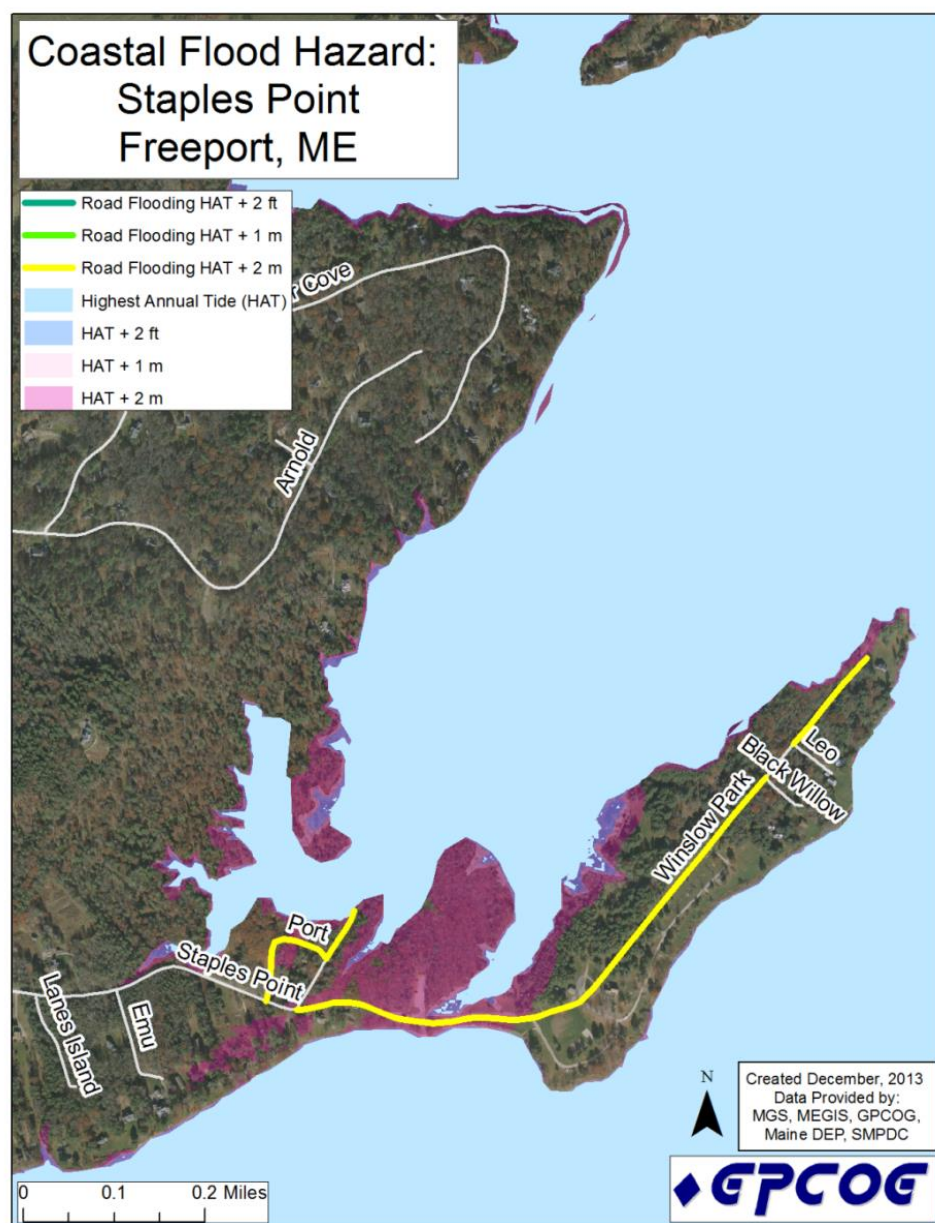 Coastal Flood Hazard:
Staples Point
Freeport, ME
Road Flooding HAT + 2 ft
Road Flooding HAT + 1 m
Road Flooding HAT + 2 m
Highest Annual Tide (HAT)
HAT + 2 ft
HAT + 1 m
HAT + 2 m
r Cove
Arnold
Leo
Black Willow
Winslow Park
Port
Staples Point
Lanes Island
Emu
N
Created December, 2013
Data Provided by:
MGS, MEGIS, GPCOG,
Maine DEP, SMPDC
0 0.1 0.2 Miles
GPCOG